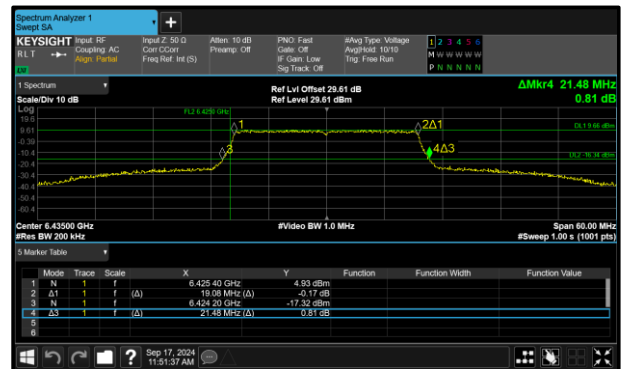 Spectrum Analyzer 1
Swept SA
+
KEYSIGHT Input: RF Input Z: 50 Ω Atten: 10 dB PNO: Fast #Avg Type: Voltage 1 2 3 4 5 6
RLT Coupling: AC Corr CCorr Preamp: Off Gate: Off Avg|Hold: 10/10 M W W W W W
Align: Partial Freq Ref: Int (S) IF Gain: Low Trig: Free Run
Sig Track: Off P N N N N N
1 Spectrum Ref Lvl Offset 29.61 dB ΔMkr4 21.48 MHz
Scale/Div 10 dB Ref Level 29.61 dBm 0.81 dB
Log
19.6 FL2 6.4250 GHz
9.61 1 2Δ1 DL1 9.66 dBm
-0.39
-10.4 3 4Δ3 DL2 -16.34 dBm
-20.4
-30.4
-40.4
-50.4
-60.4
Center 6.43500 GHz #Video BW 1.0 MHz Span 60.00 MHz
#Res BW 200 kHz #Sweep 1.00 s (1001 pts)
5 Marker Table
Mode Trace Scale X Y Function Function Width Function Value
1 N 1 f 6.425 40 GHz 4.93 dBm
2 Δ1 1 f (Δ) 19.08 MHz (Δ) -0.17 dB
3 N 1 f 6.424 20 GHz -17.32 dBm
4 Δ3 1 f (Δ) 21.48 MHz (Δ) 0.81 dB
5
6
? Sep 17, 2024
11:51:37 AM